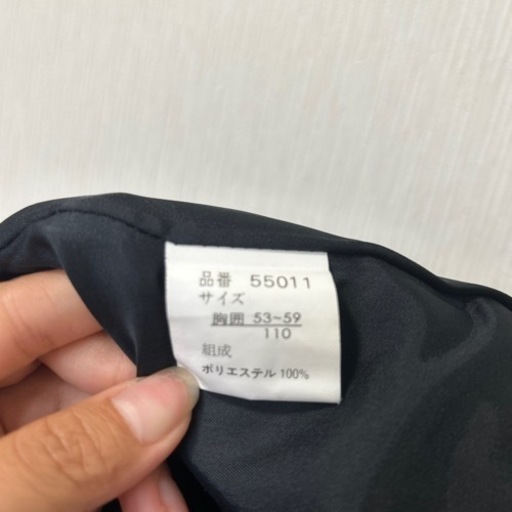 品番 55011
サイズ
胸囲 53~59
110
組成
ポリエステル 100%